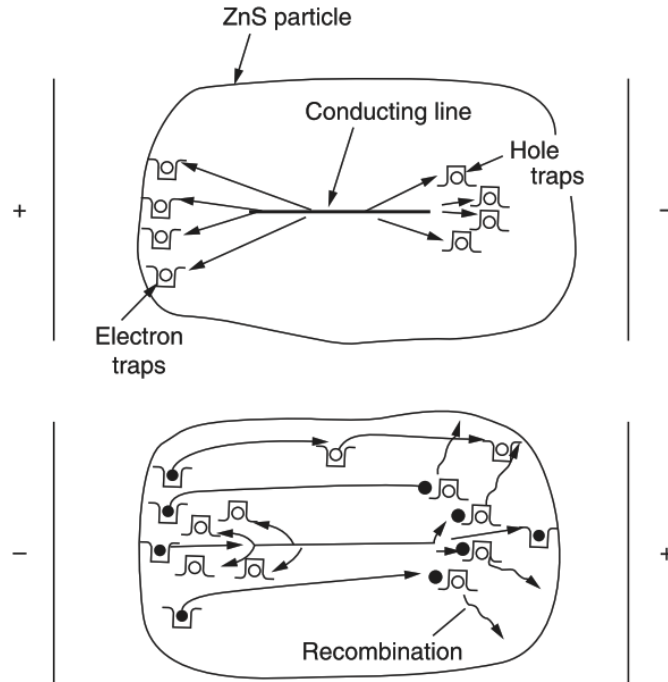 ZnS particle
Conducting line
Hole
traps
+
−
Electron
traps
−
+
Recombination